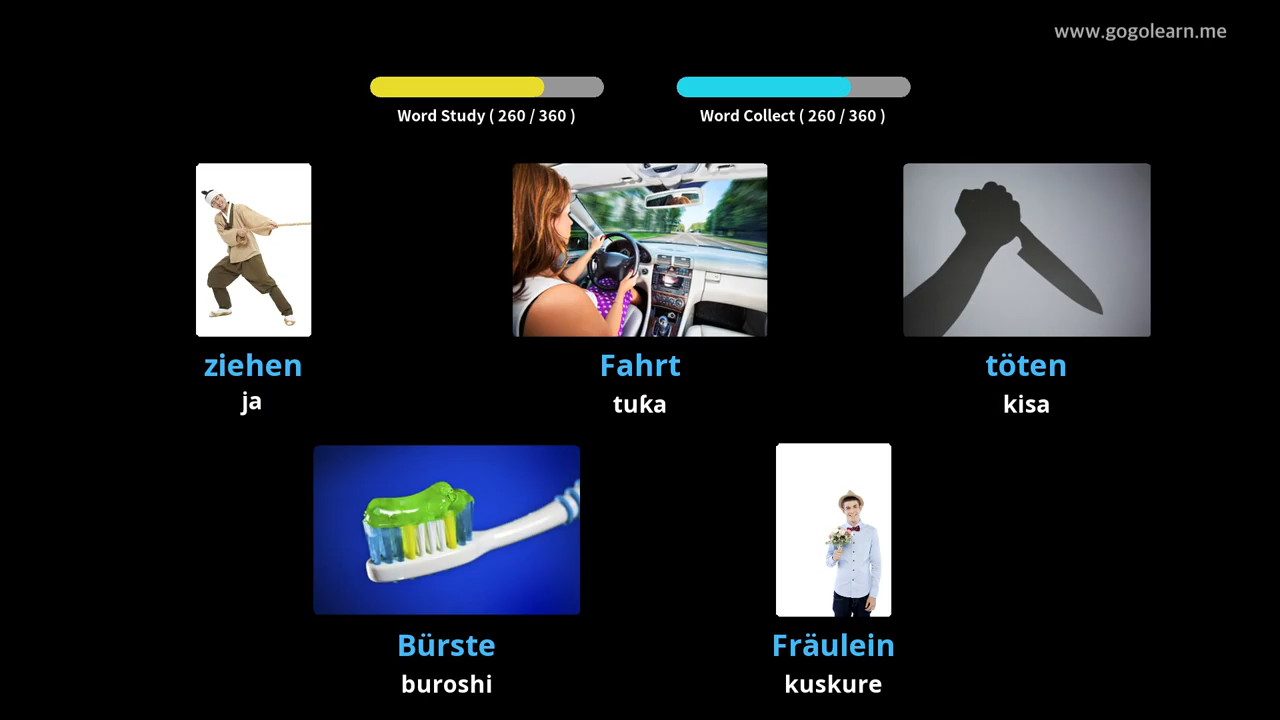 www.gogolearn.me
Word Study ( 260 / 360 )
Word Collect ( 260 / 360 )
ziehen
ja
Fahrt
tuƙa
töten
kisa
Bürste
buroshi
Fräulein
kuskure